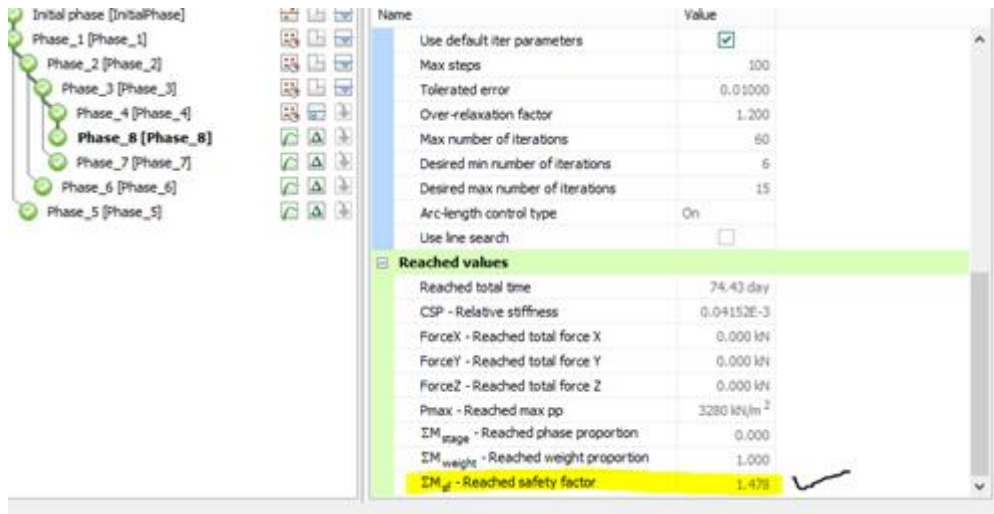 Initial phase [InitialPhase]
Phase_1 [Phase_1]
Phase_2 [Phase_2]
Phase_3 [Phase_3]
Phase_4 [Phase_4]
Phase_8 [Phase_8]
Phase_7 [Phase_7]
Phase_6 [Phase_6]
Phase_5 [Phase_5]
Name Value
Use default iter parameters
Max steps 100
Tolerated error 0.01000
Over-relaxation factor 1.200
Max number of iterations 60
Desired min number of iterations 6
Desired max number of iterations 15
Arc-length control type On
Use line search
Reached values
Reached total time 74.43 day
CSP - Relative stiffness 0.04152E-3
ForceX - Reached total force X 0.000 kN
ForceY - Reached total force Y 0.000 kN
ForceZ - Reached total force Z 0.000 kN
Pmax - Reached max pp 3280 kN/m²
ΣMstage - Reached phase proportion 0.000
ΣMweight - Reached weight proportion 1.000
ΣMsf - Reached safety factor 1.478